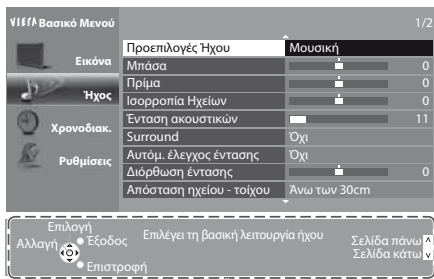 VIErA Βασικό Μενού 1/2
Εικόνα
Ήχος
Χρονοδιακ.
Ρυθμίσεις
Προεπιλογές Ήχου Μουσική
Μπάσα 0
Πρίμα 0
Ισορροπία Ηχείων 0
Ένταση ακουστικών 11
Surround Όχι
Αυτόμ. έλεγχος έντασης Όχι
Διόρθωση έντασης 0
Απόσταση ηχείου - τοίχου Άνω των 30cm
Επιλογή
Αλλαγή Έξοδος
Επιστροφή
Επιλέγει τη βασική λειτουργία ήχου
Σελίδα πάνω
Σελίδα κάτω